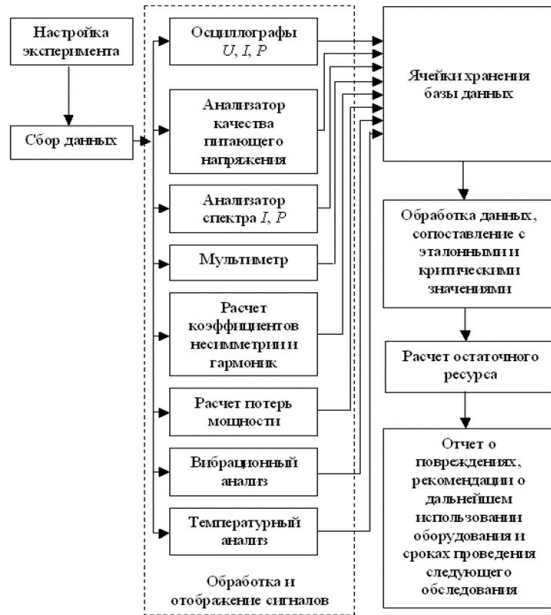 Настройка
эксперимента
Сбор данных
Осциллографы
U, I, P
Анализатор
качества
питающего
напряжения
Анализатор
спектра I, P
Мультиметр
Расчет
коэффициентов
несимметрии и
гармоник
Расчет потерь
мощности
Вибрационный
анализ
Температурный
анализ
Обработка и
отображение сигналов
Ячейки хранения
базы данных
Обработка данных,
сопоставление с
эталонными и
критическими
значениями
Расчет остаточного
ресурса
Отчет о
повреждениях,
рекомендации о
дальнейшем
использовании
оборудования и
сроках проведения
следующего
обследования